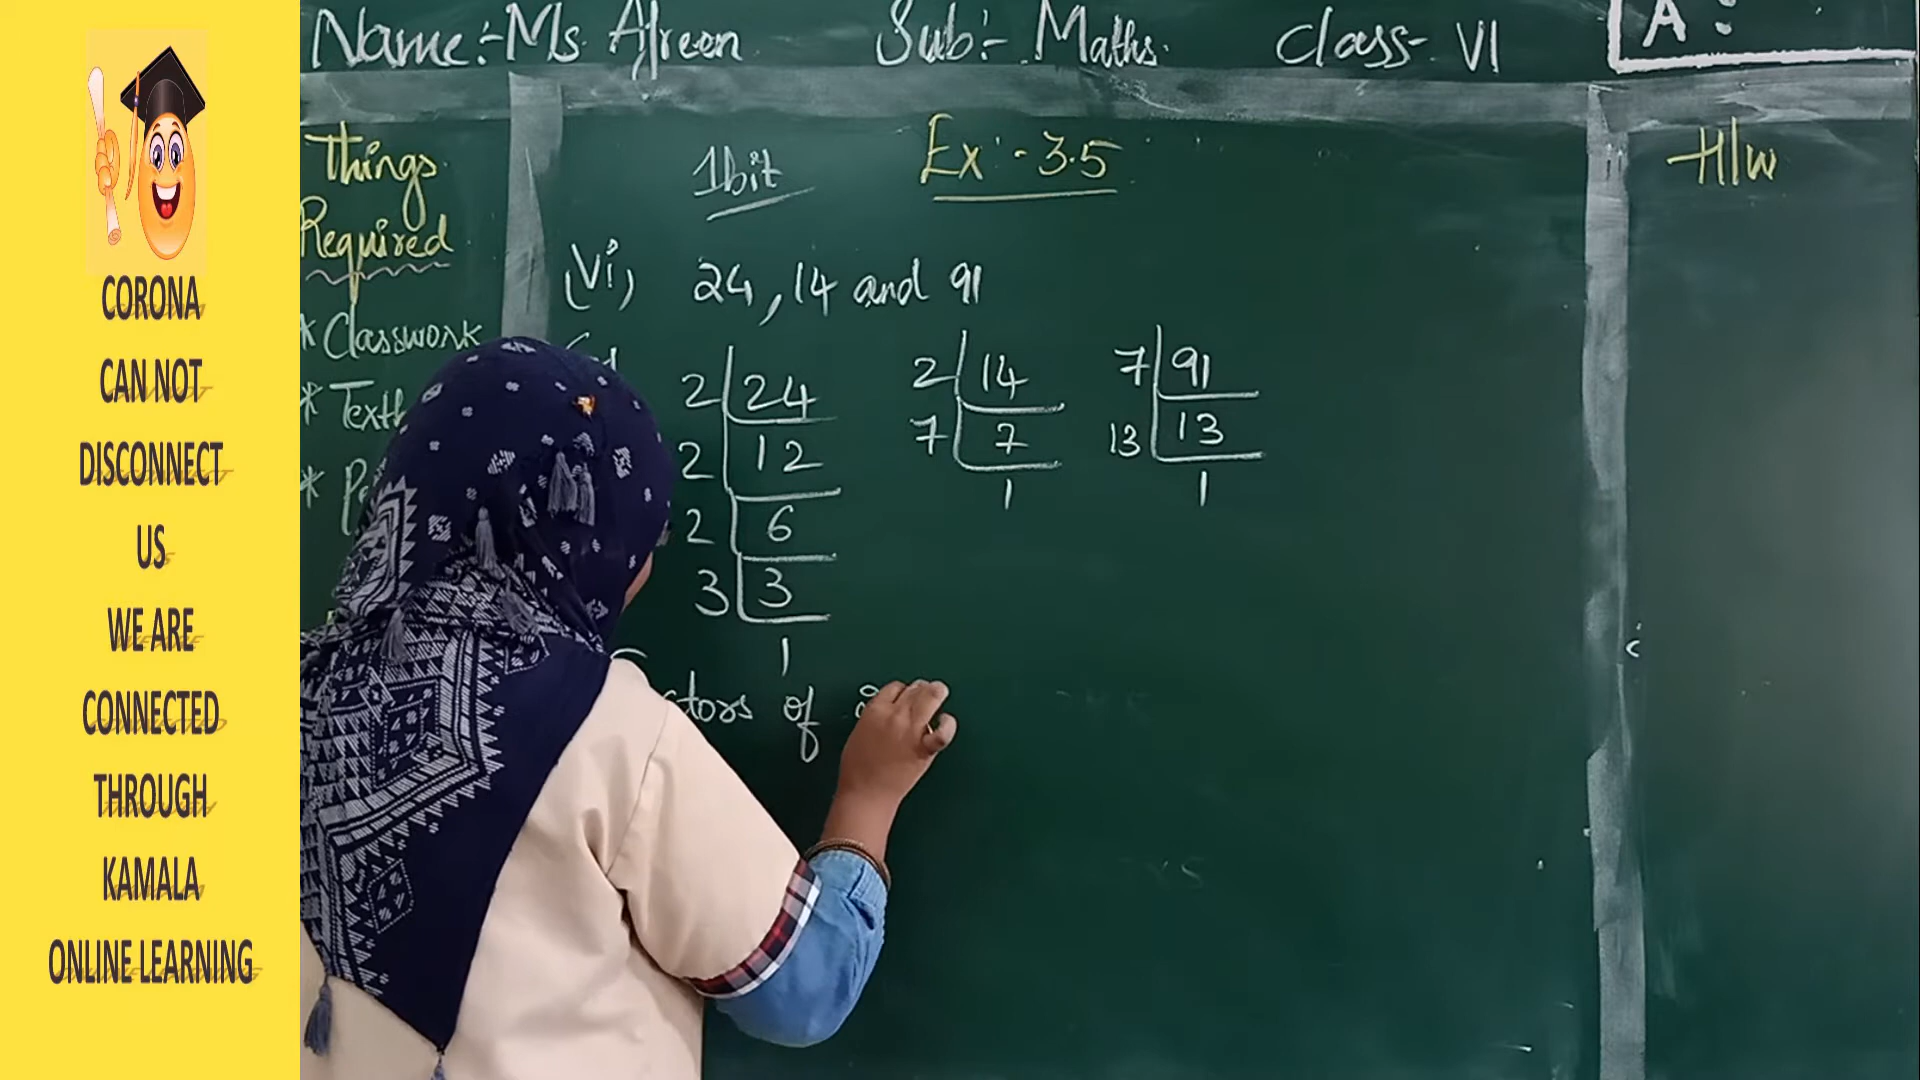 CORONA
CAN NOT
DISCONNECT
US
WE ARE
CONNECTED
THROUGH
KAMALA
ONLINE LEARNING
Name:-Ms Afreen Sub:- Maths. Class- VI
A:
Things
Required
* Classwork
*
*
1bit Ex:-3.5
(Vi) 24, 14 and 91
2 24
2 12
2 6
3 3
1
2 14
7 7
1
7 91
13 13
1
of
H/w